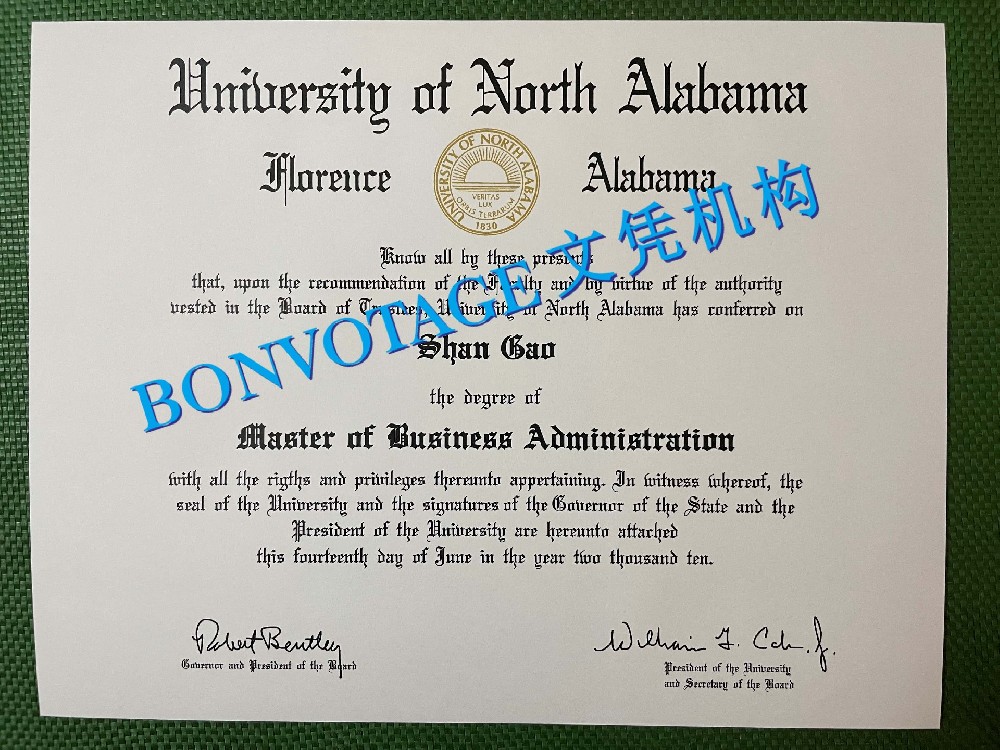 University of North Alabama
Florence Alabama
UNIVERSITY OF NORTH ALABAMA
VERITAS
LUX
ORBIS TERRARUM
1830
Know all by these presents
that, upon the recommendation of the Faculty and by virtue of the authority
vested in the Board of Trustees, University of North Alabama has conferred on
BONVOTAGE文凭机构
Shan Gao
the degree of
Master of Business Administration
with all the rigths and privileges thereunto appertaining. In witness whereof, the
seal of the University and the signatures of the Governor of the State and the
President of the University are hereunto attached
this fourteenth day of June in the year two thousand ten.
Robert Bentley
Governor and President of the Board
William G. Cale, Jr.
President of the University
and Secretary of the Board